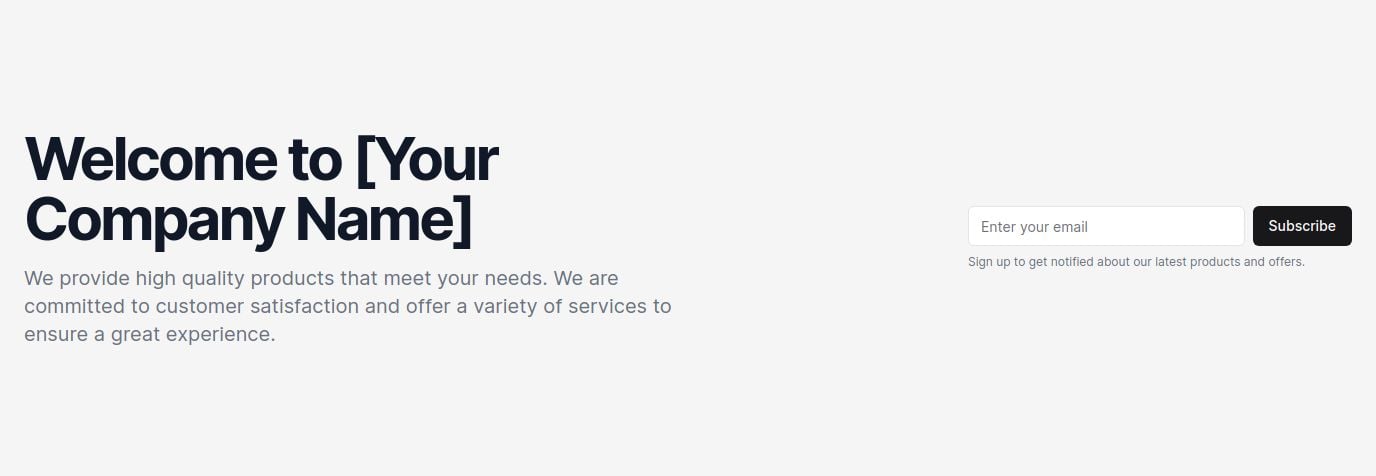 Welcome to [Your
Company Name]
We provide high quality products that meet your needs. We are
committed to customer satisfaction and offer a variety of services to
ensure a great experience.
Enter your email
Subscribe
Sign up to get notified about our latest products and offers.